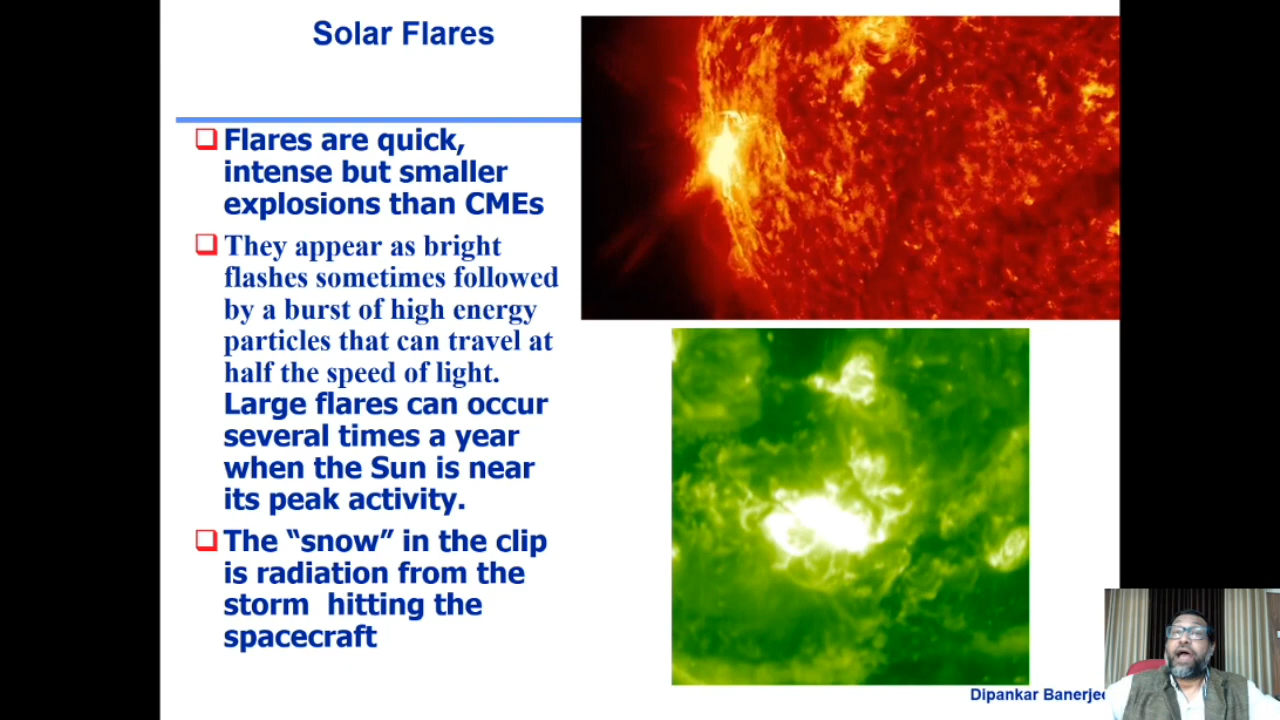 Solar Flares
Flares are quick,
intense but smaller
explosions than CMEs
They appear as bright
flashes sometimes followed
by a burst of high energy
particles that can travel at
half the speed of light.
Large flares can occur
several times a year
when the Sun is near
its peak activity.
The “snow” in the clip
is radiation from the
storm  hitting the
spacecraft
Dipankar Banerjee